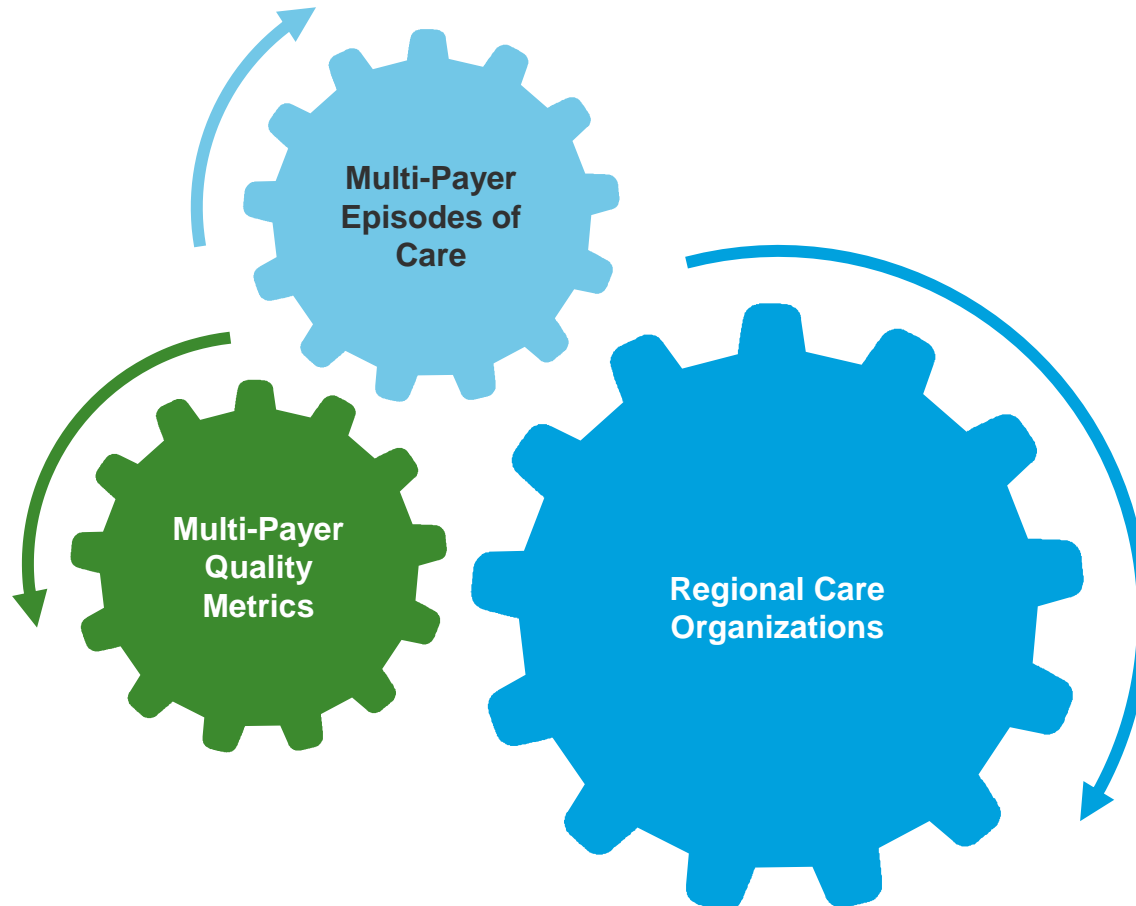 Multi-Payer
Episodes of
Care
Multi-Payer
Quality
Metrics
Regional Care
Organizations